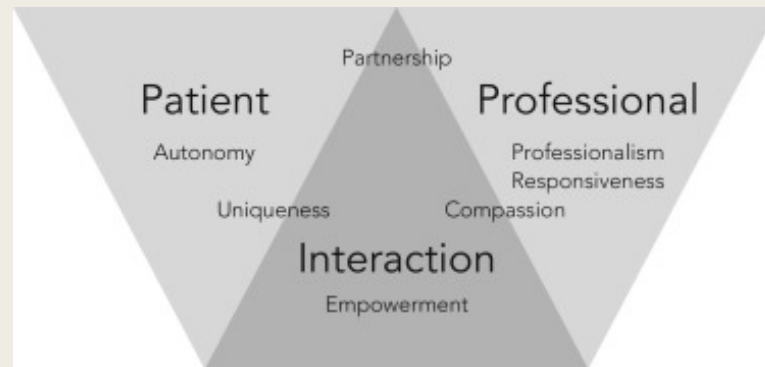 Partnership
Patient
Professional
Autonomy
Professionalism
Responsiveness
Uniqueness
Compassion
Interaction
Empowerment